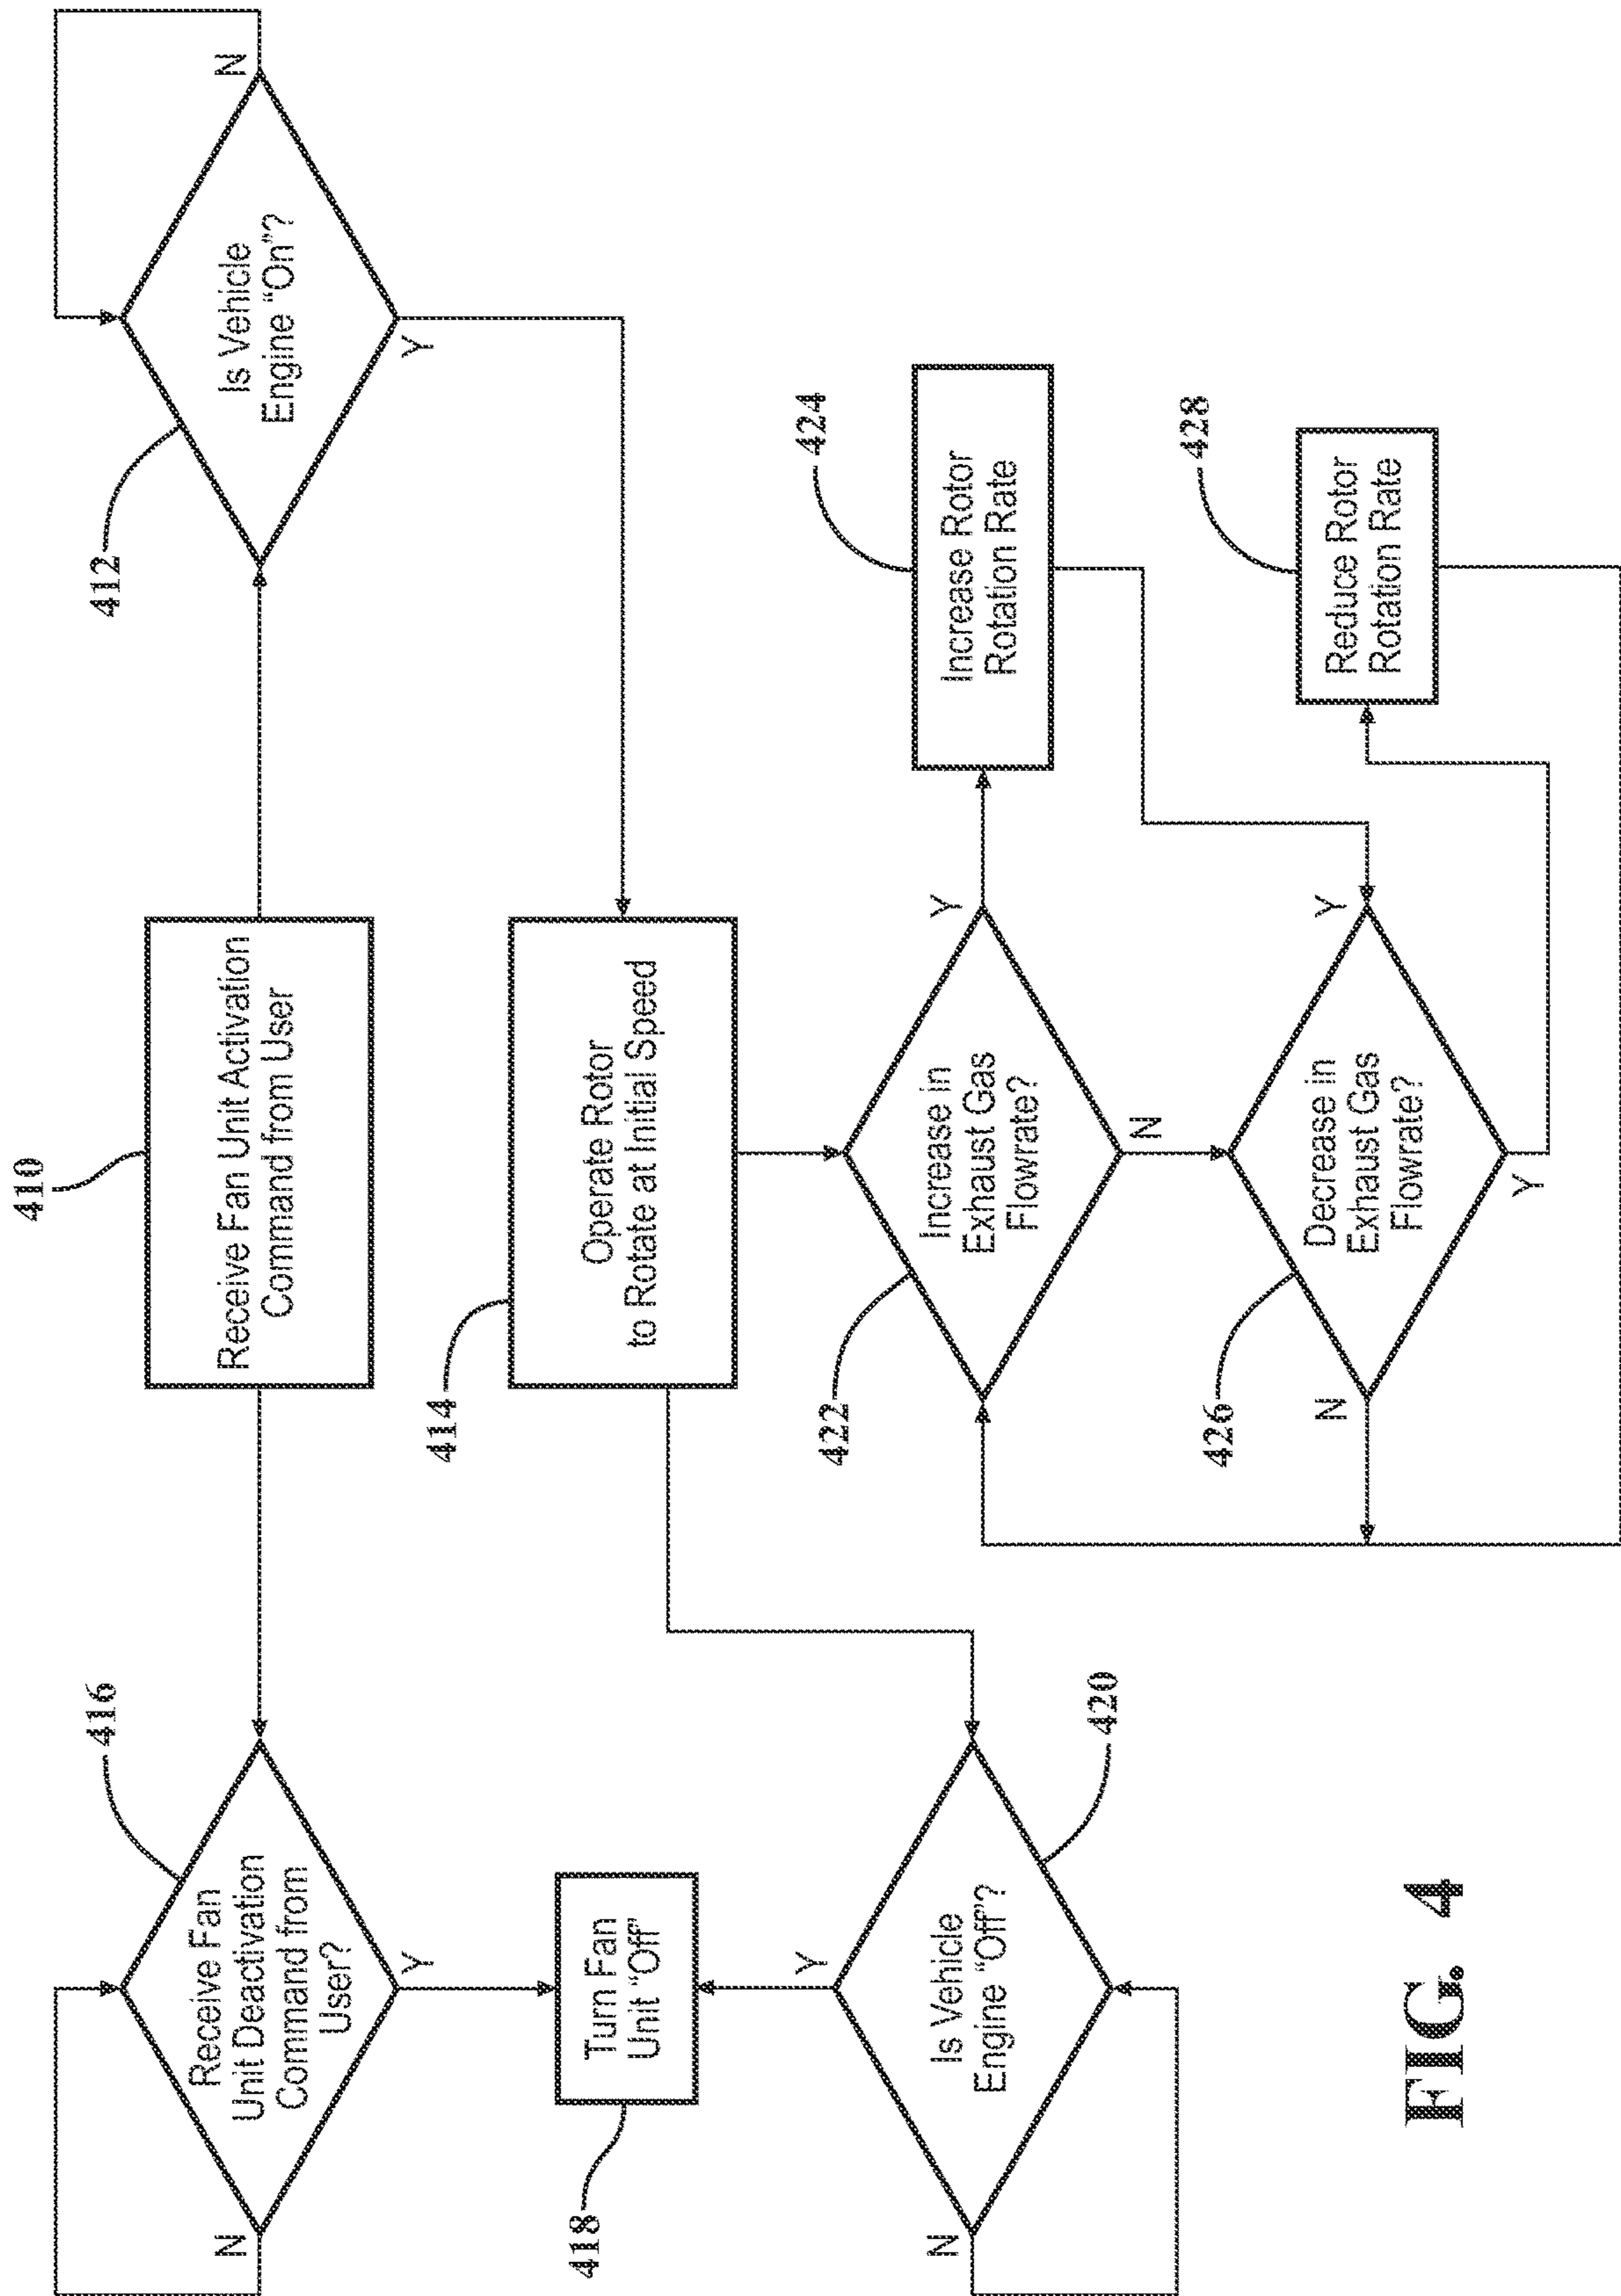 410
Receive Fan Unit Activation
Command from User
416
Receive Fan
Unit Deactivation
Command from
User?
N
Y
412
Is Vehicle
Engine "On"?
N
Y
418
Turn Fan
Unit "Off"
414
Operate Rotor
to Rotate at Initial Speed
420
Is Vehicle
Engine "Off"?
Y
N
422
Increase in
Exhaust Gas
Flowrate?
Y
N
424
Increase Rotor
Rotation Rate
426
Decrease in
Exhaust Gas
Flowrate?
N
Y
Y
428
Reduce Rotor
Rotation Rate
FIG. 4